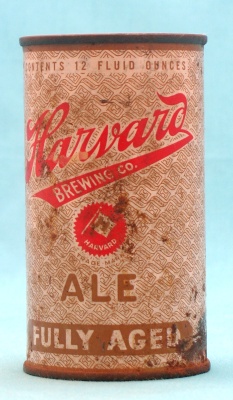 CONTENTS 12 FLUID OUNCES
Harvard
BREWING CO.
HARVARD
ALE
FULLY AGED